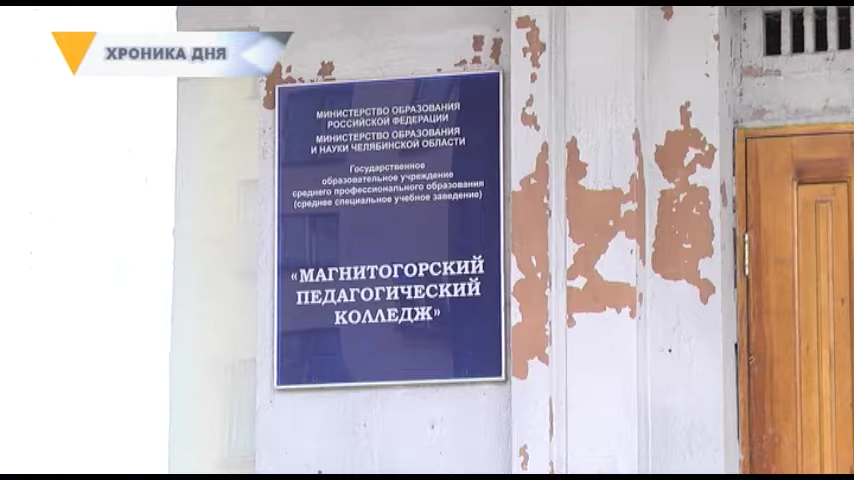 ХРОНИКА ДНЯ
МИНИСТЕРСТВО ОБРАЗОВАНИЯ
РОССИЙСКОЙ ФЕДЕРАЦИИ
МИНИСТЕРСТВО ОБРАЗОВАНИЯ
И НАУКИ ЧЕЛЯБИНСКОЙ ОБЛАСТИ
Государственное
образовательное учреждение
среднего профессионального образования
(среднее специальное учебное заведение)
«МАГНИТОГОРСКИЙ
ПЕДАГОГИЧЕСКИЙ
КОЛЛЕДЖ»